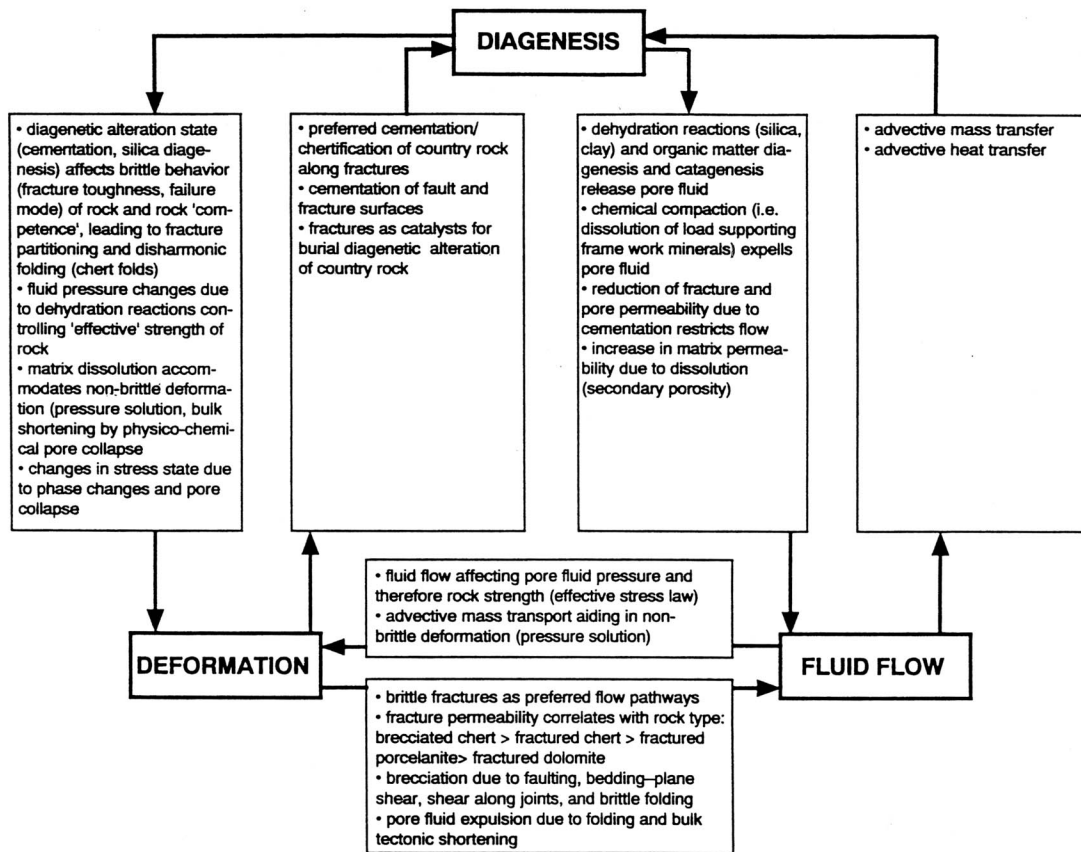 DIAGENESIS
• diagenetic alteration state
(cementation, silica diage-
nesis) affects brittle behavior
(fracture toughness, failure
mode) of rock and rock 'com-
petence', leading to fracture
partitioning and disharmonic
folding (chert folds)
• fluid pressure changes due
to dehydration reactions con-
trolling 'effective' strength of
rock
• matrix dissolution accom-
modates non-brittle deforma-
tion (pressure solution, bulk
shortening by physico-chemi-
cal pore collapse
• changes in stress state due
to phase changes and pore
collapse
• preferred cementation/
chertification of country rock
along fractures
• cementation of fault and
fracture surfaces
• fractures as catalysts for
burial diagenetic alteration
of country rock
• dehydration reactions (silica,
clay) and organic matter dia-
genesis and catagenesis
release pore fluid
• chemical compaction (i.e.
dissolution of load supporting
frame work minerals) expells
pore fluid
• reduction of fracture and
pore permeability due to
cementation restricts flow
• increase in matrix permea-
bility due to dissolution
(secondary porosity)
• advective mass transfer
• advective heat transfer
• fluid flow affecting pore fluid pressure and
therefore rock strength (effective stress law)
• advective mass transport aiding in non-
brittle deformation (pressure solution)
DEFORMATION
FLUID FLOW
• brittle fractures as preferred flow pathways
• fracture permeability correlates with rock type:
brecciated chert > fractured chert > fractured
porcelanite> fractured dolomite
• brecciation due to faulting, bedding–plane
shear, shear along joints, and brittle folding
• pore fluid expulsion due to folding and bulk
tectonic shortening